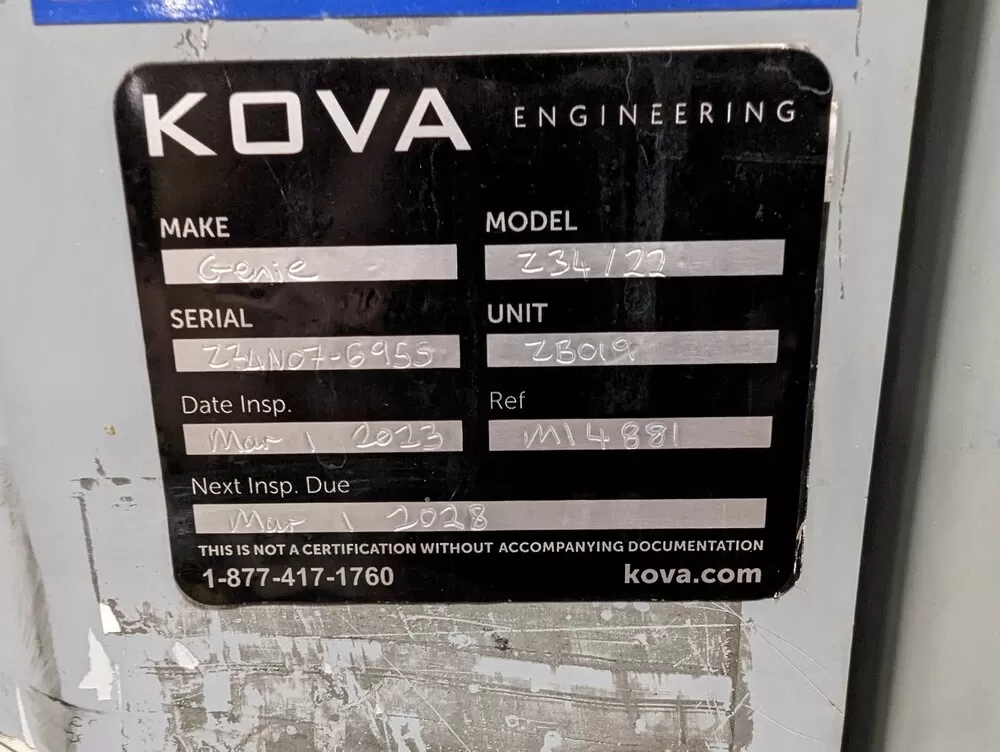 KOVA ENGINEERING
MAKE MODEL
Genie Z34/22
SERIAL UNIT
Z34N07-6955 ZB019
Date Insp. Ref
Mar 1 2023 M14881
Next Insp. Due
Mar 1 2028
THIS IS NOT A CERTIFICATION WITHOUT ACCOMPANYING DOCUMENTATION
1-877-417-1760 kova.com